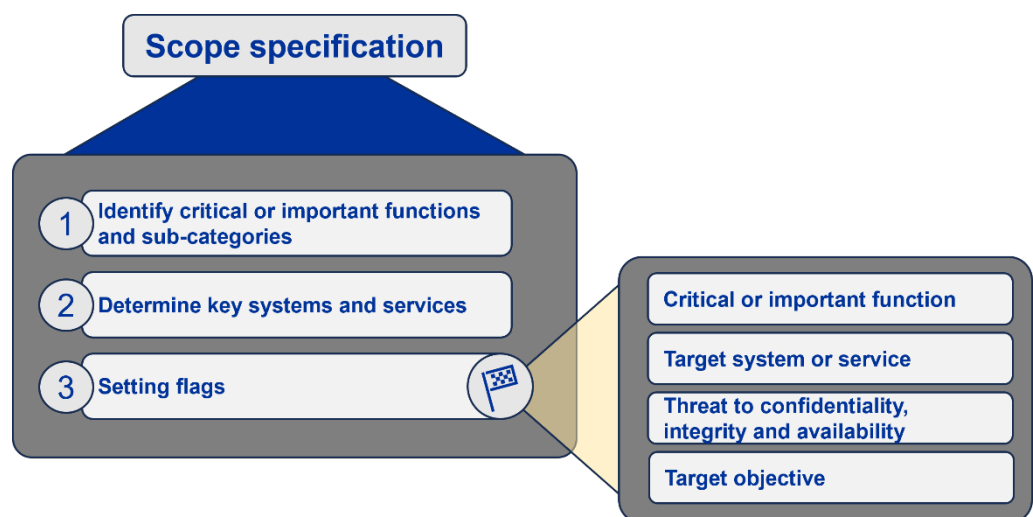 Scope specification
1
Identify critical or important functions
and sub-categories
2
Determine key systems and services
3
Setting flags
Critical or important function
Target system or service
Threat to confidentiality,
integrity and availability
Target objective